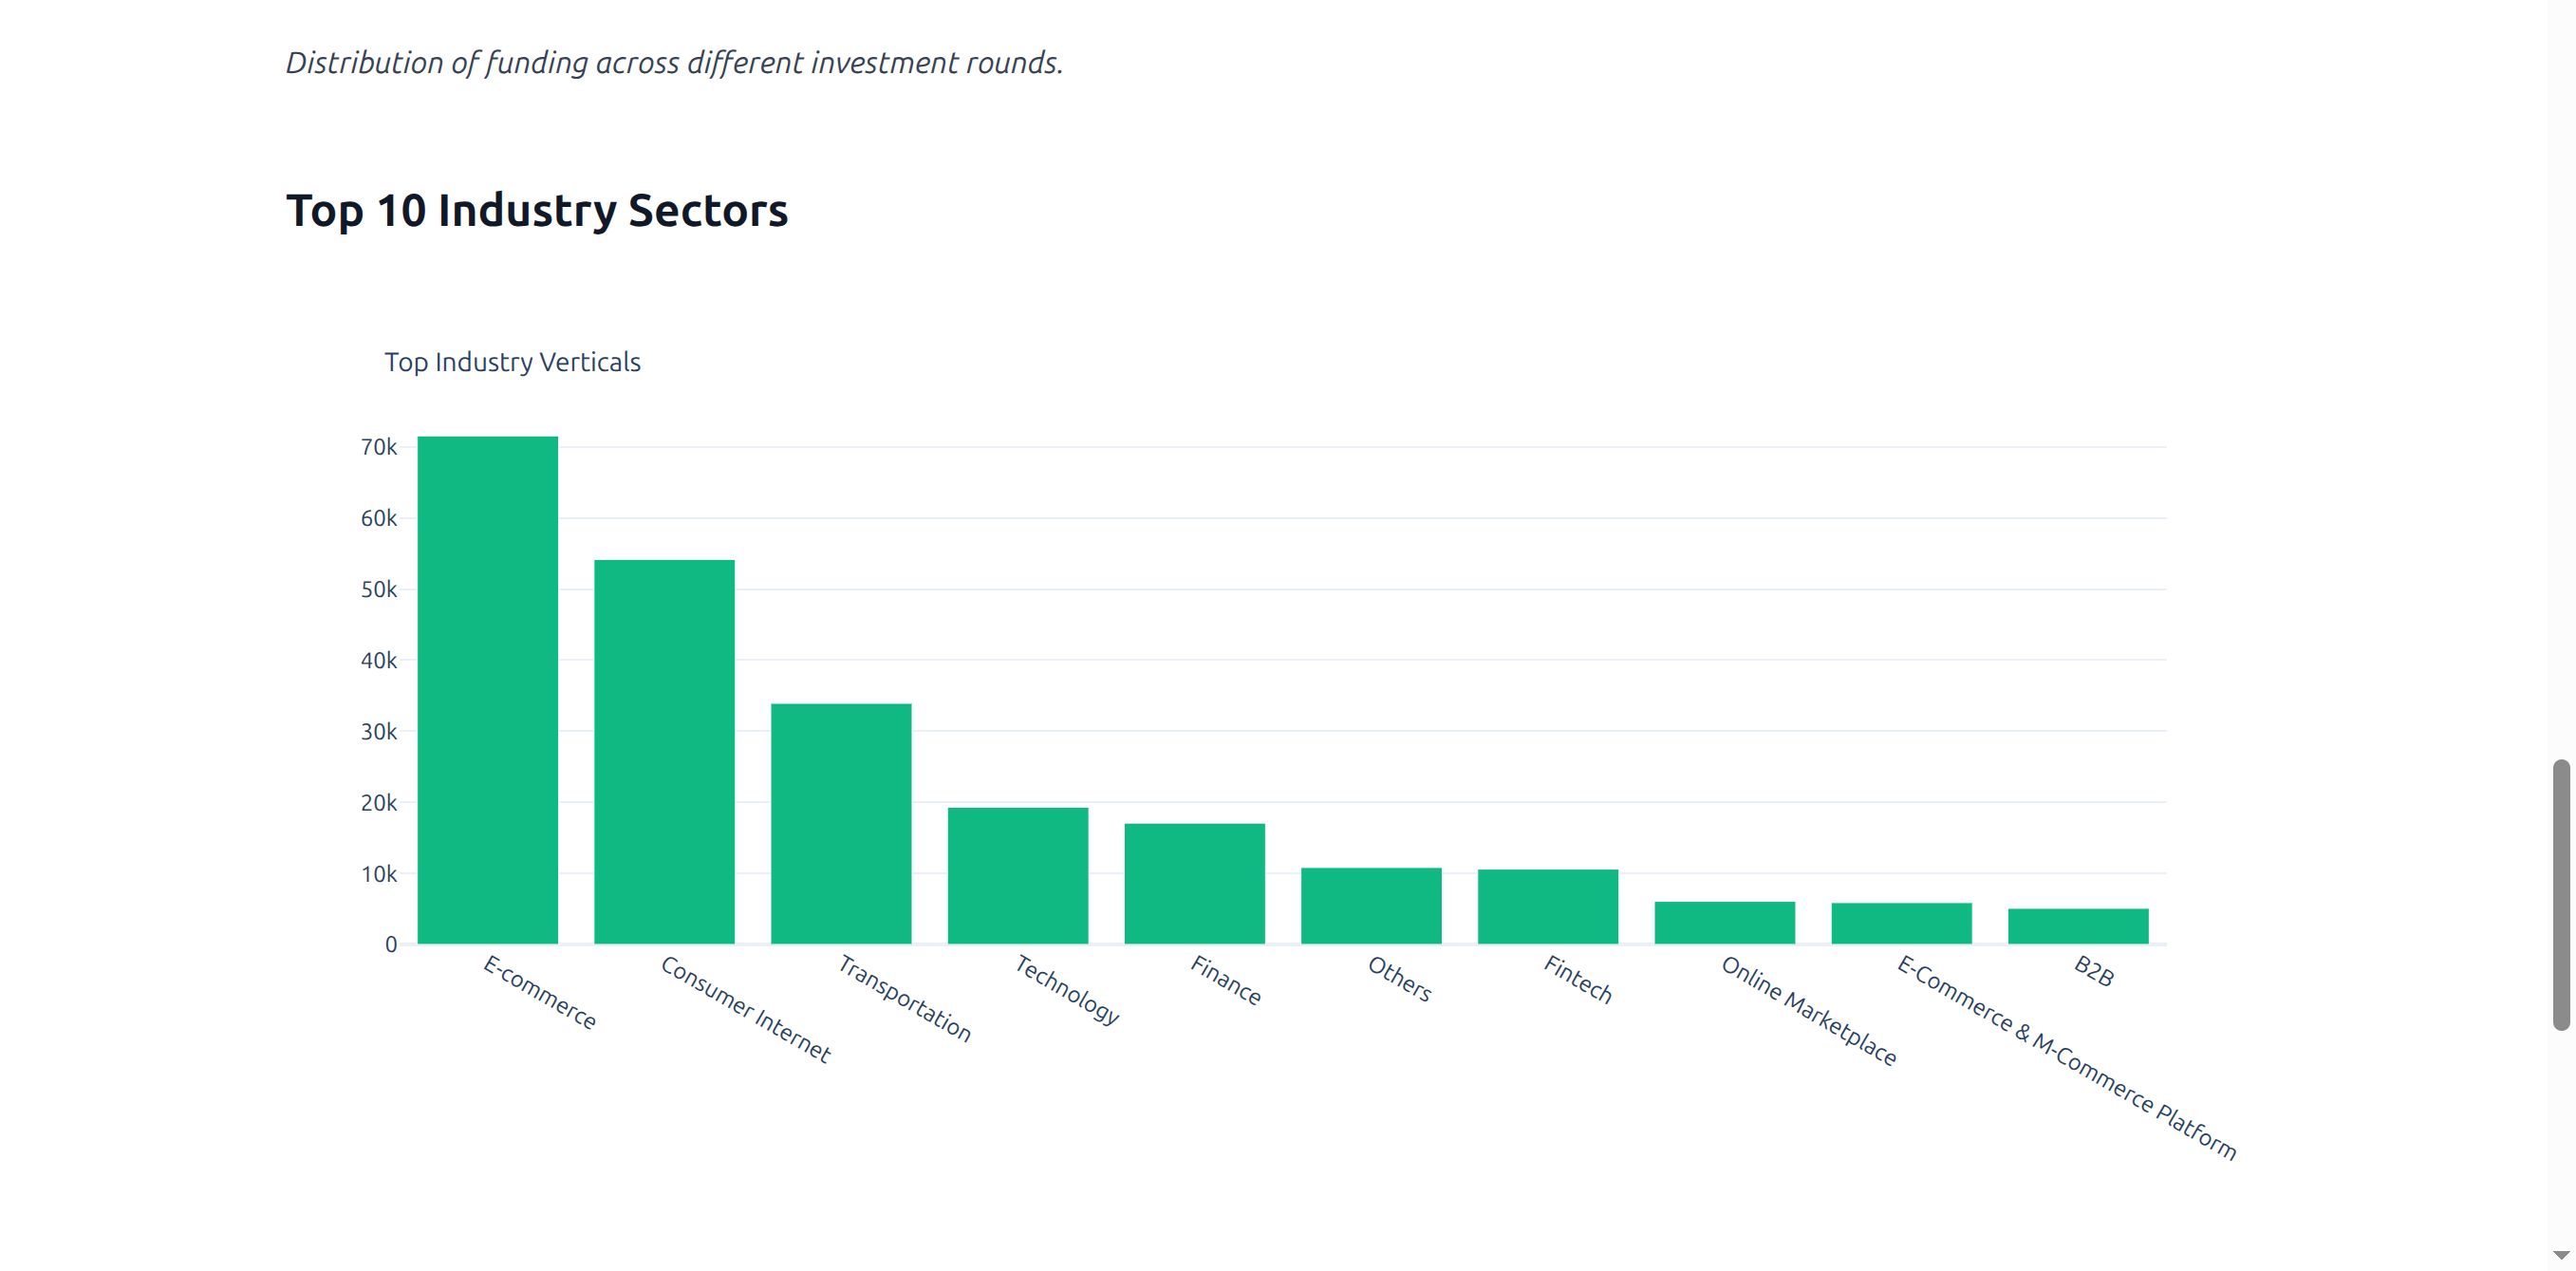 Distribution of funding across different investment rounds.
Top 10 Industry Sectors
Top Industry Verticals
70k
60k
50k
40k
30k
20k
10k
0
E-commerce
Consumer Internet
Transportation
Technology
Finance
Others
Fintech
Online Marketplace
E-Commerce & M-Commerce Platform
B2B